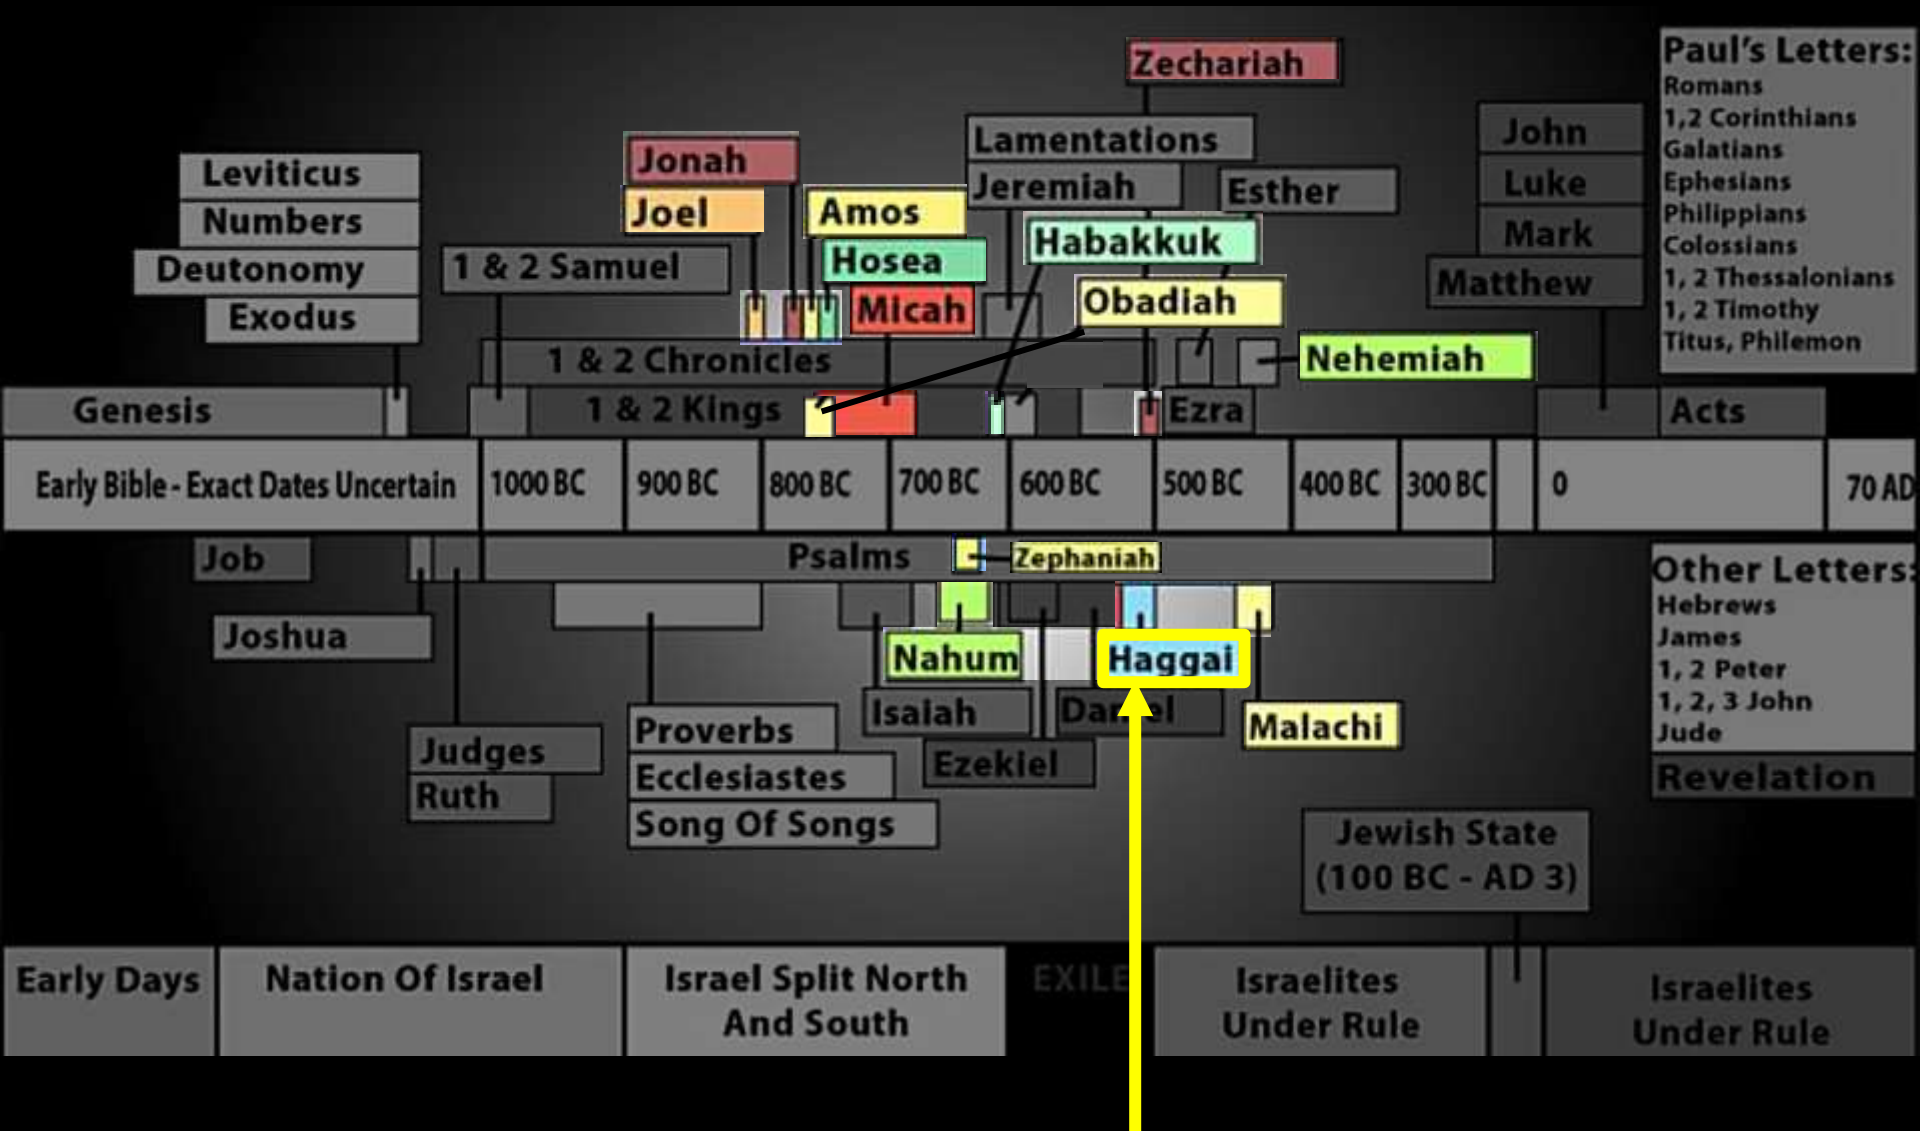 Zechariah
Paul's Letters:
Romans
1,2 Corinthians
Galatians
Ephesians
Philippians
Colossians
1, 2 Thessalonians
1, 2 Timothy
Titus, Philemon
John
Luke
Mark
Matthew
Lamentations
Jeremiah
Esther
Jonah
Joel
Amos
Habakkuk
Hosea
Obadiah
Micah
Nehemiah
Leviticus
Numbers
Deutonomy
Exodus
1 & 2 Samuel
1 & 2 Chronicles
Genesis
1 & 2 Kings
Ezra
Acts
Early Bible - Exact Dates Uncertain
1000 BC
900 BC
800 BC
700 BC
600 BC
500 BC
400 BC
300 BC
0
70 AD
Job
Psalms
Zephaniah
Joshua
Nahum
Haggai
Isaiah
Daniel
Malachi
Ezekiel
Judges
Ruth
Proverbs
Ecclesiastes
Song Of Songs
Other Letters:
Hebrews
James
1, 2 Peter
1, 2, 3 John
Jude
Revelation
Jewish State
(100 BC - AD 3)
Early Days
Nation Of Israel
Israel Split North
And South
EXILE
Israelites
Under Rule
Israelites
Under Rule